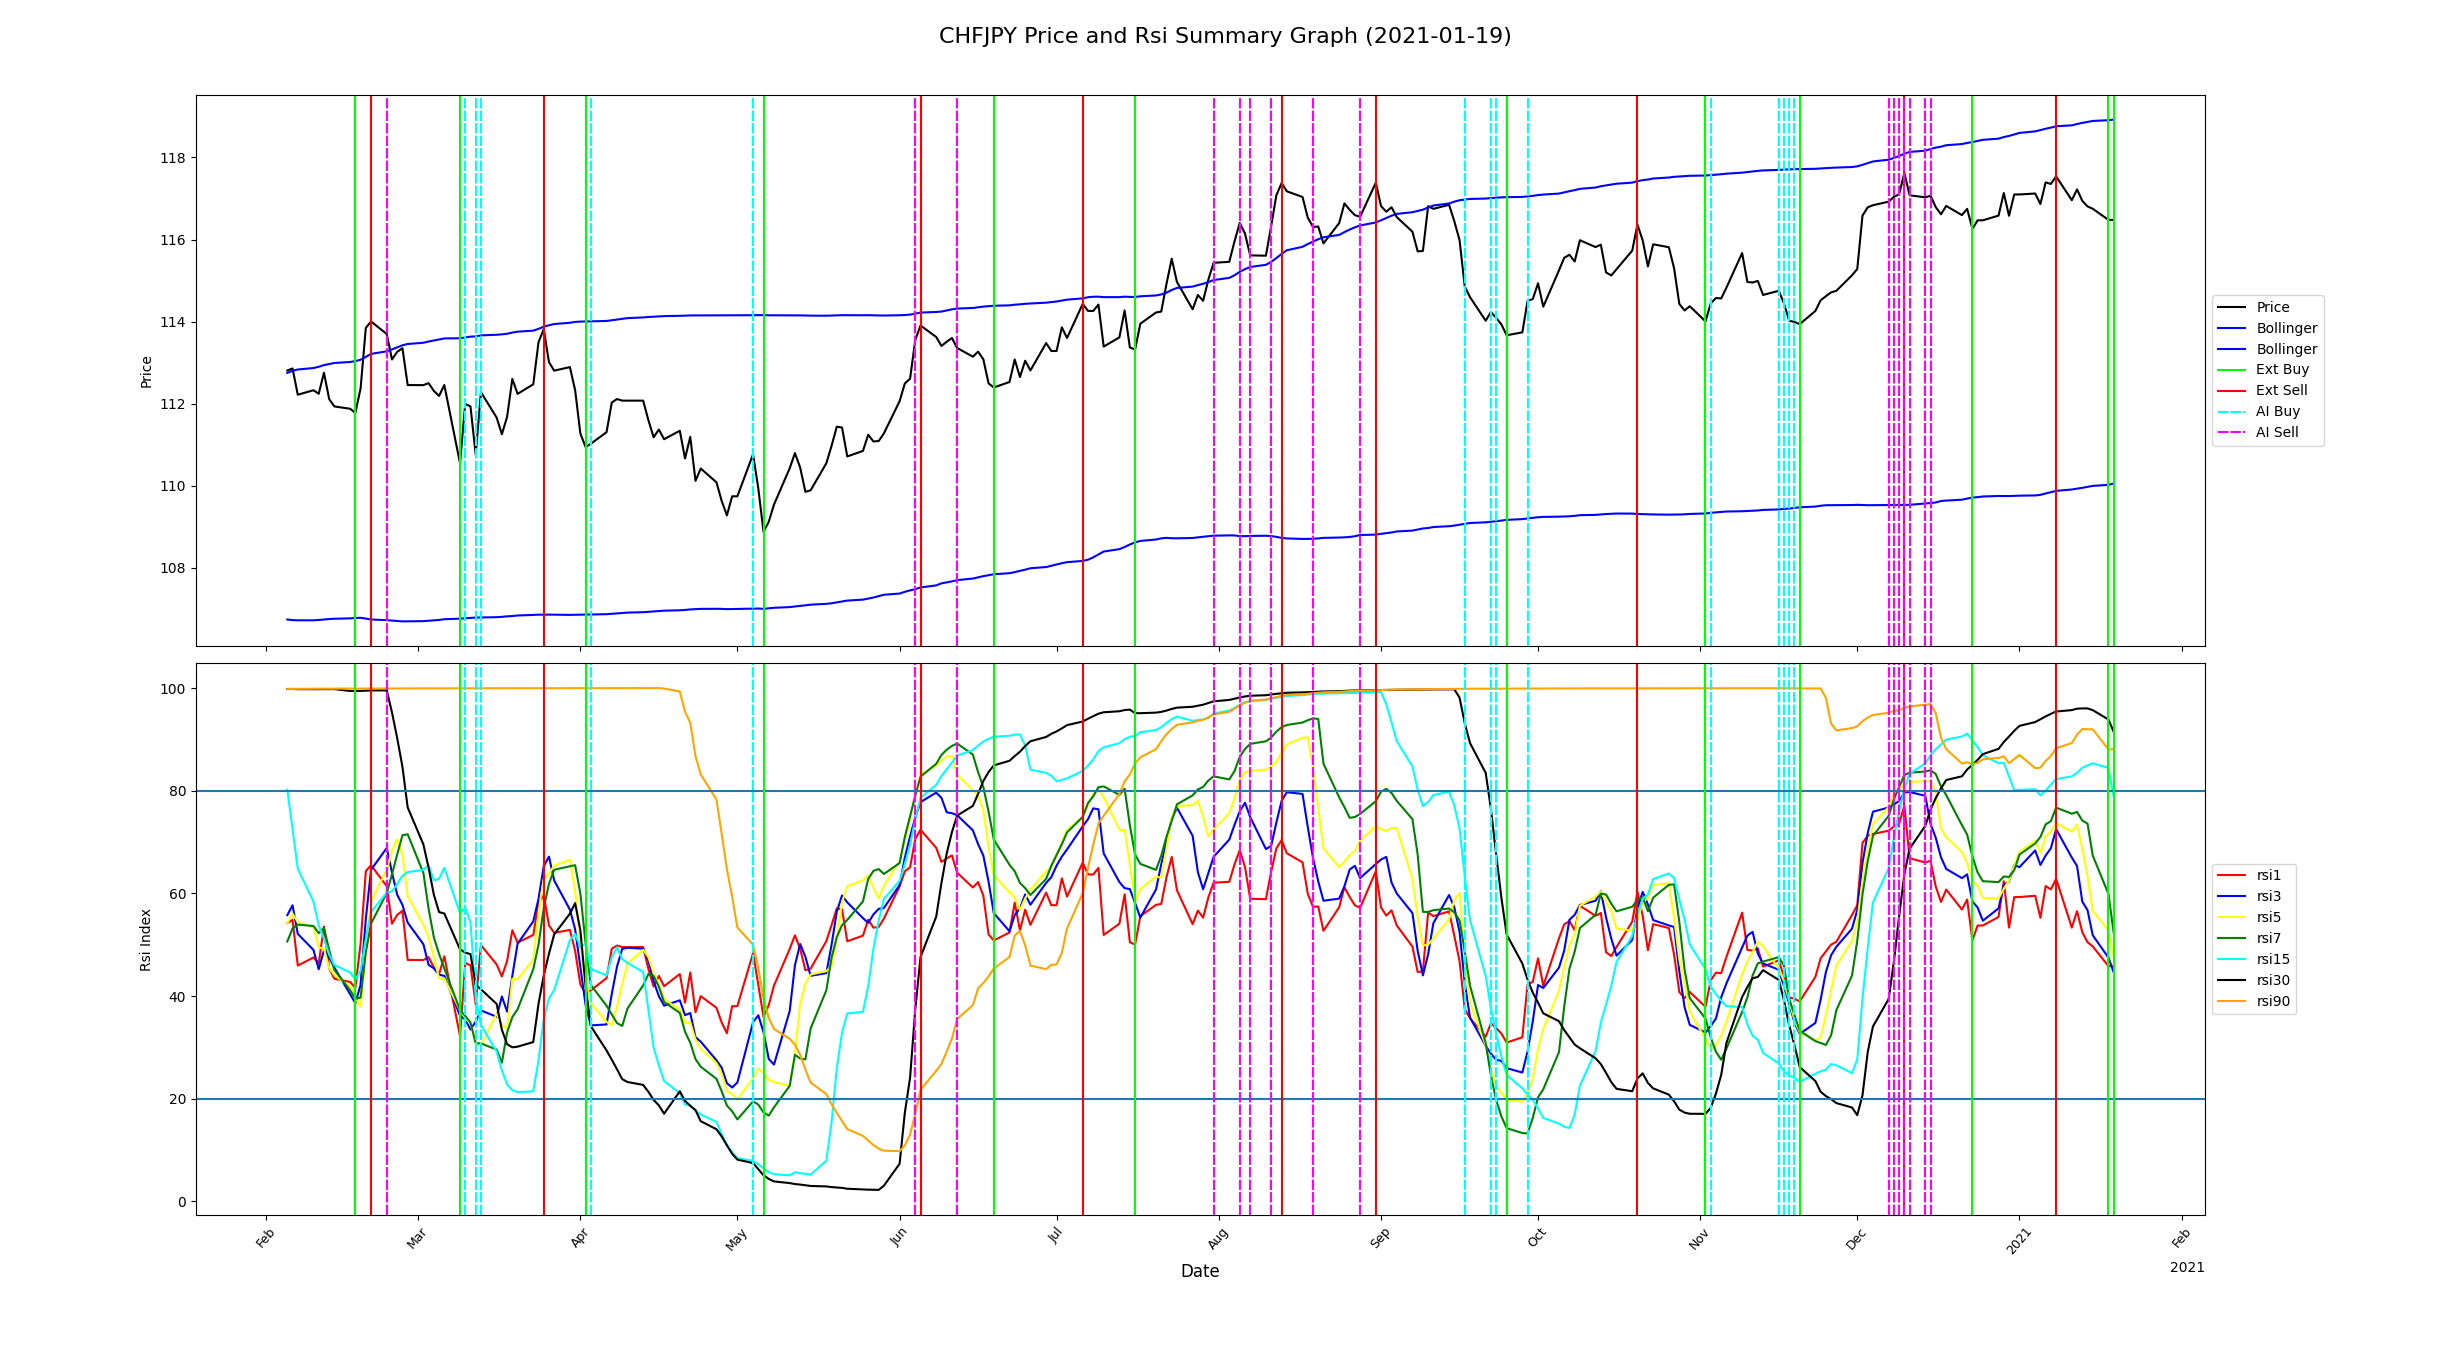 CHFJPY Price and Rsi Summary Graph (2021-01-19)
118
116
114
112
110
108
Price
Price
Bollinger
Bollinger
Ext Buy
Ext Sell
AI Buy
AI Sell
100
80
60
40
20
0
Rsi Index
rsi1
rsi3
rsi5
rsi7
rsi15
rsi30
rsi90
Feb Mar Apr May Jun Jul Aug Sep Oct Nov Dec 2021 Feb
Date
2021